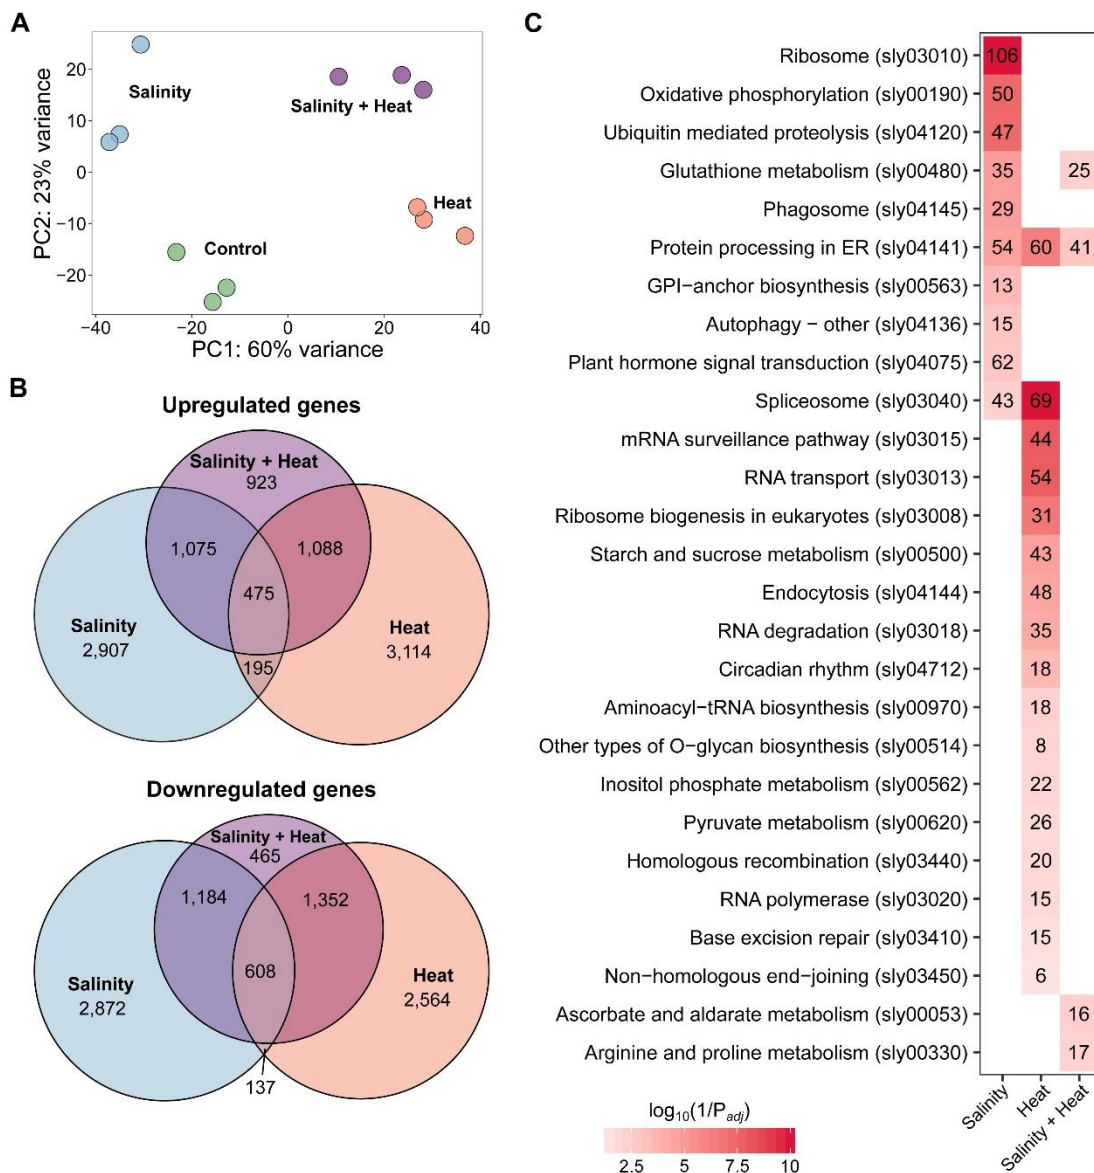 A
PC2: 23% variance
20
10
0
−10
−20
Salinity
Salinity + Heat
Heat
Control
−40
−20
0
20
40
PC1: 60% variance
B
Upregulated genes
Salinity + Heat
923
1,075
1,088
475
Salinity
2,907
Heat
3,114
195
Downregulated genes
Salinity + Heat
465
1,184
1,352
608
Salinity
2,872
Heat
2,564
137
C
Ribosome (sly03010) 106
Oxidative phosphorylation (sly00190) 50
Ubiquitin mediated proteolysis (sly04120) 47
Glutathione metabolism (sly00480) 35 25
Phagosome (sly04145) 29
Protein processing in ER (sly04141) 54 60 41
GPI−anchor biosynthesis (sly00563) 13
Autophagy − other (sly04136) 15
Plant hormone signal transduction (sly04075) 62
Spliceosome (sly03040) 43 69
mRNA surveillance pathway (sly03015) 44
RNA transport (sly03013) 54
Ribosome biogenesis in eukaryotes (sly03008) 31
Starch and sucrose metabolism (sly00500) 43
Endocytosis (sly04144) 48
RNA degradation (sly03018) 35
Circadian rhythm (sly04712) 18
Aminoacyl−tRNA biosynthesis (sly00970) 18
Other types of O−glycan biosynthesis (sly00514) 8
Inositol phosphate metabolism (sly00562) 22
Pyruvate metabolism (sly00620) 26
Homologous recombination (sly03440) 20
RNA polymerase (sly03020) 15
Base excision repair (sly03410) 15
Non−homologous end−joining (sly03450) 6
Ascorbate and aldarate metabolism (sly00053) 16
Arginine and proline metabolism (sly00330) 17
Salinity
Heat
Salinity + Heat
log10(1/Padj)
2.5 5 7.5 10